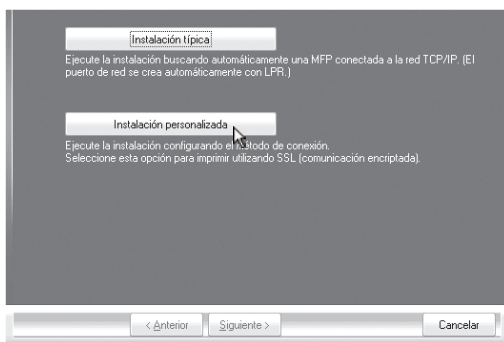 Instalación típica
Ejecute la instalación buscando automáticamente una MFP conectada a la red TCP/IP. (El
puerto de red se crea automáticamente con LPR.)
Instalación personalizada
Ejecute la instalación configurando el método de conexión.
Seleccione esta opción para imprimir utilizando SSL (comunicación encriptada).
< Anterior
Siguiente >
Cancelar